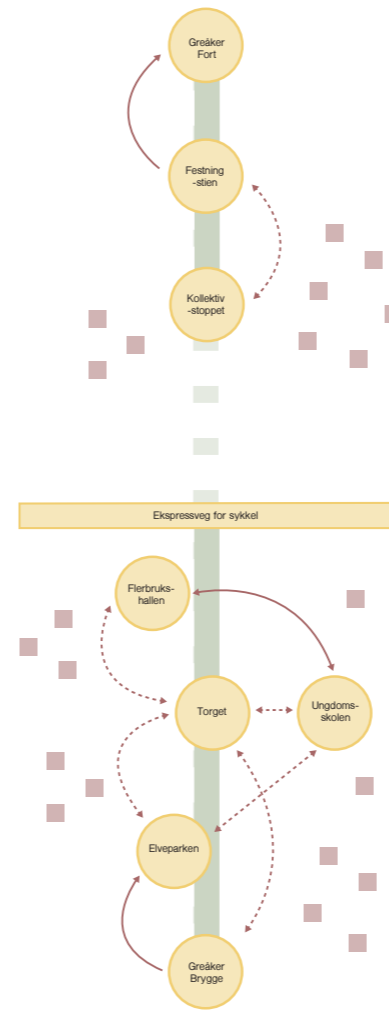 Greåker
Fort
Festning
-stien
Kollektiv
-stoppet
Ekspressveg for sykkel
Flerbruks-
hallen
Torget
Ungdoms-
skolen
Elveparken
Greåker
Brygge